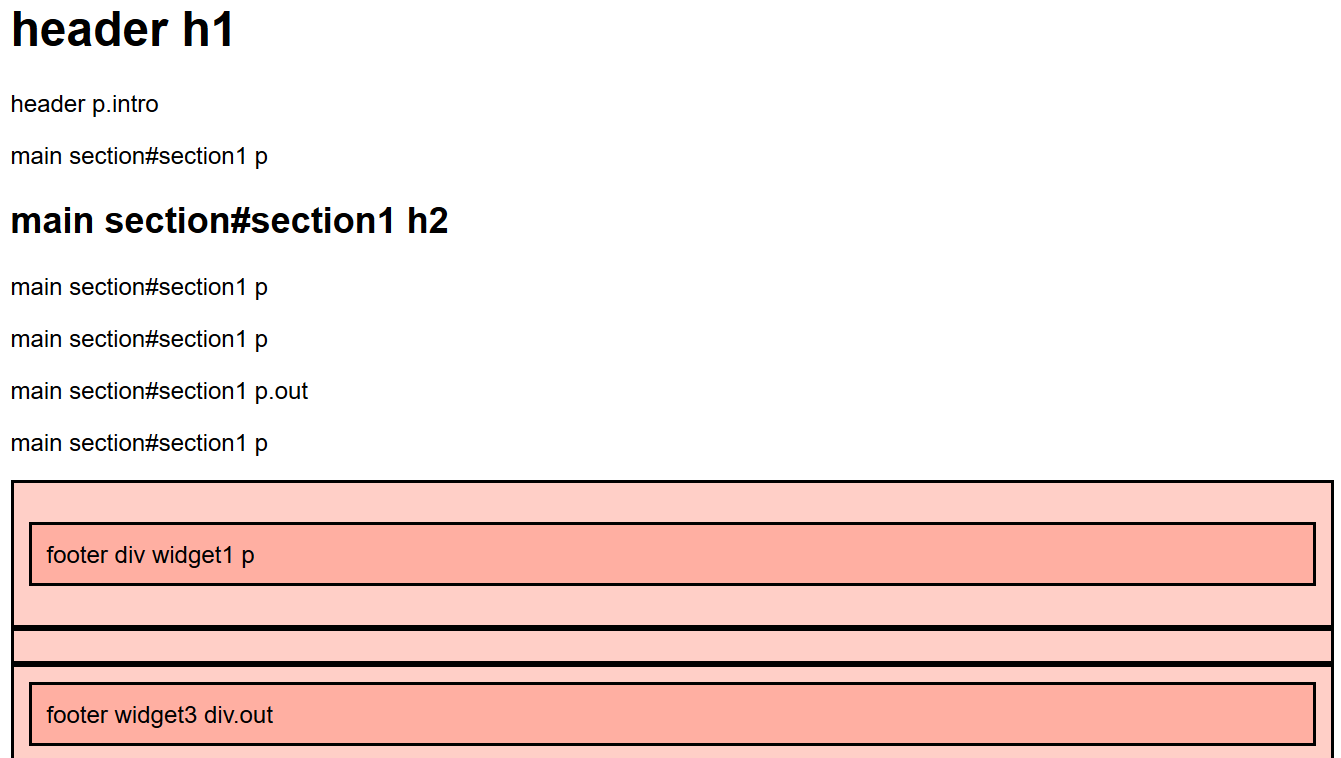 header h1
header p.intro
main section#section1 p
main section#section1 h2
main section#section1 p
main section#section1 p
main section#section1 p.out
main section#section1 p
footer div widget1 p
footer widget3 div.out